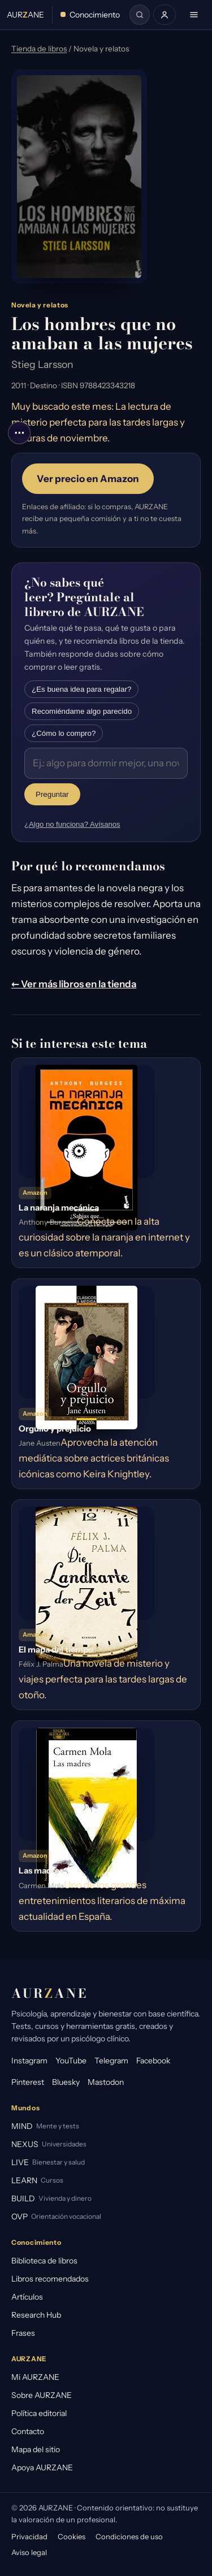 AURZANE
Conocimiento
Tienda de libros / Novela y relatos
LOS HOMBRES QUE NO
AMABAN A LAS MUJERES
STIEG LARSSON
Novela y relatos
Los hombres que no
amaban a las mujeres
Stieg Larsson
2011 · Destino · ISBN 9788423343218
Muy buscado este mes: La lectura de
misterio perfecta para las tardes largas y
uras de noviembre.
Ver precio en Amazon
Enlaces de afiliado: si lo compras, AURZANE
recibe una pequeña comisión y a ti no te cuesta
más.
¿No sabes qué
leer? Pregúntale al
librero de AURZANE
Cuéntale qué te pasa, qué te gusta o para
quién es, y te recomienda libros de la tienda.
También responde dudas sobre cómo
comprar o leer gratis.
¿Es buena idea para regalar?
Recomiéndame algo parecido
¿Cómo lo compro?
Ej.: algo para dormir mejor, una nov
Preguntar
¿Algo no funciona? Avísanos
Por qué lo recomendamos
Es para amantes de la novela negra y los
misterios complejos de resolver. Aporta una
trama absorbente con una investigación en
profundidad sobre secretos familiares
oscuros y violencia de género.
← Ver más libros en la tienda
Si te interesa este tema
ANTHONY BURGESS
LA NARANJA
MECÁNICA
¿Sabías que...
Amazon
La naranja mecánica
Anthony Burgess Conecta con la alta
curiosidad sobre la naranja en internet y
es un clásico atemporal.
CLÁSICOS
A MEDIDA
Orgullo
y prejuicio
Jane Austen
ANAYA
Amazon
Orgullo y prejuicio
Jane Austen Aprovecha la atención
mediática sobre actrices británicas
icónicas como Keira Knightley.
FÉLIX J. PALMA
Die
Landkarte
der
Zeit
Roman
El mapa
Félix J. Palma Una novela de misterio y
viajes perfecta para las tardes largas de
otoño.
Carmen Mola
Las madres
Amazon
Las mad
Carmen
entretenimientos literarios de máxima
actualidad en España.
AURZANE
Psicología, aprendizaje y bienestar con base científica.
Tests, cursos y herramientas gratis, creados y
revisados por un psicólogo clínico.
Instagram YouTube Telegram Facebook
Pinterest Bluesky Mastodon
Mundos
MIND Mente y tests
NEXUS Universidades
LIVE Bienestar y salud
LEARN Cursos
BUILD Vivienda y dinero
OVP Orientación vocacional
Conocimiento
Biblioteca de libros
Libros recomendados
Artículos
Research Hub
Frases
AURZANE
Mi AURZANE
Sobre AURZANE
Política editorial
Contacto
Mapa del sitio
Apoya AURZANE
© 2026 AURZANE · Contenido orientativo: no sustituye
la valoración de un profesional.
Privacidad Cookies Condiciones de uso
Aviso legal